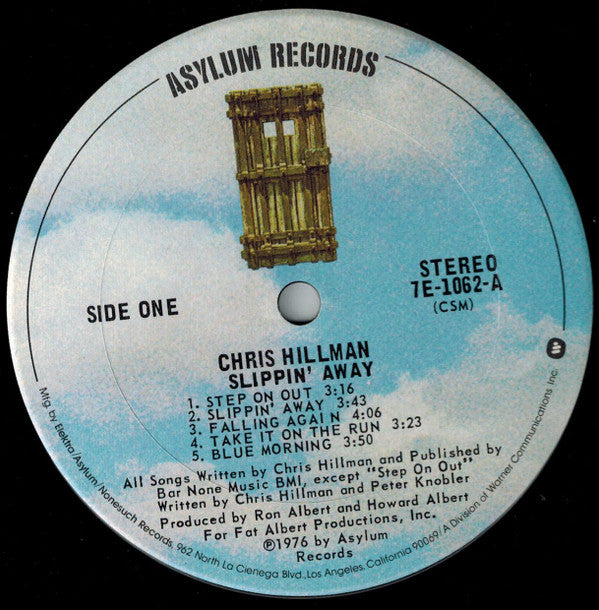 ASYLUM RECORDS
STEREO
7E-1062-A
(CSM)
SIDE ONE
CHRIS HILLMAN
SLIPPIN' AWAY
1. STEP ON OUT 3:16
2. SLIPPIN' AWAY 3:43
3. FALLING AGAIN 4:06
4. TAKE IT ON THE RUN 3:23
5. BLUE MORNING 3:50
All Songs Written by Chris Hillman and Published by
Bar None Music BMI, except "Step On Out"
Written by Chris Hillman and Peter Knobler
Produced by Ron Albert and Howard Albert
For Fat Albert Productions, Inc.
℗1976 by Asylum
Records
Mfg. by Elektra/Asylum/Nonesuch Records, 962 North La Cienega Blvd., Los Angeles, California 90069/A Division of Warner Communications Inc.